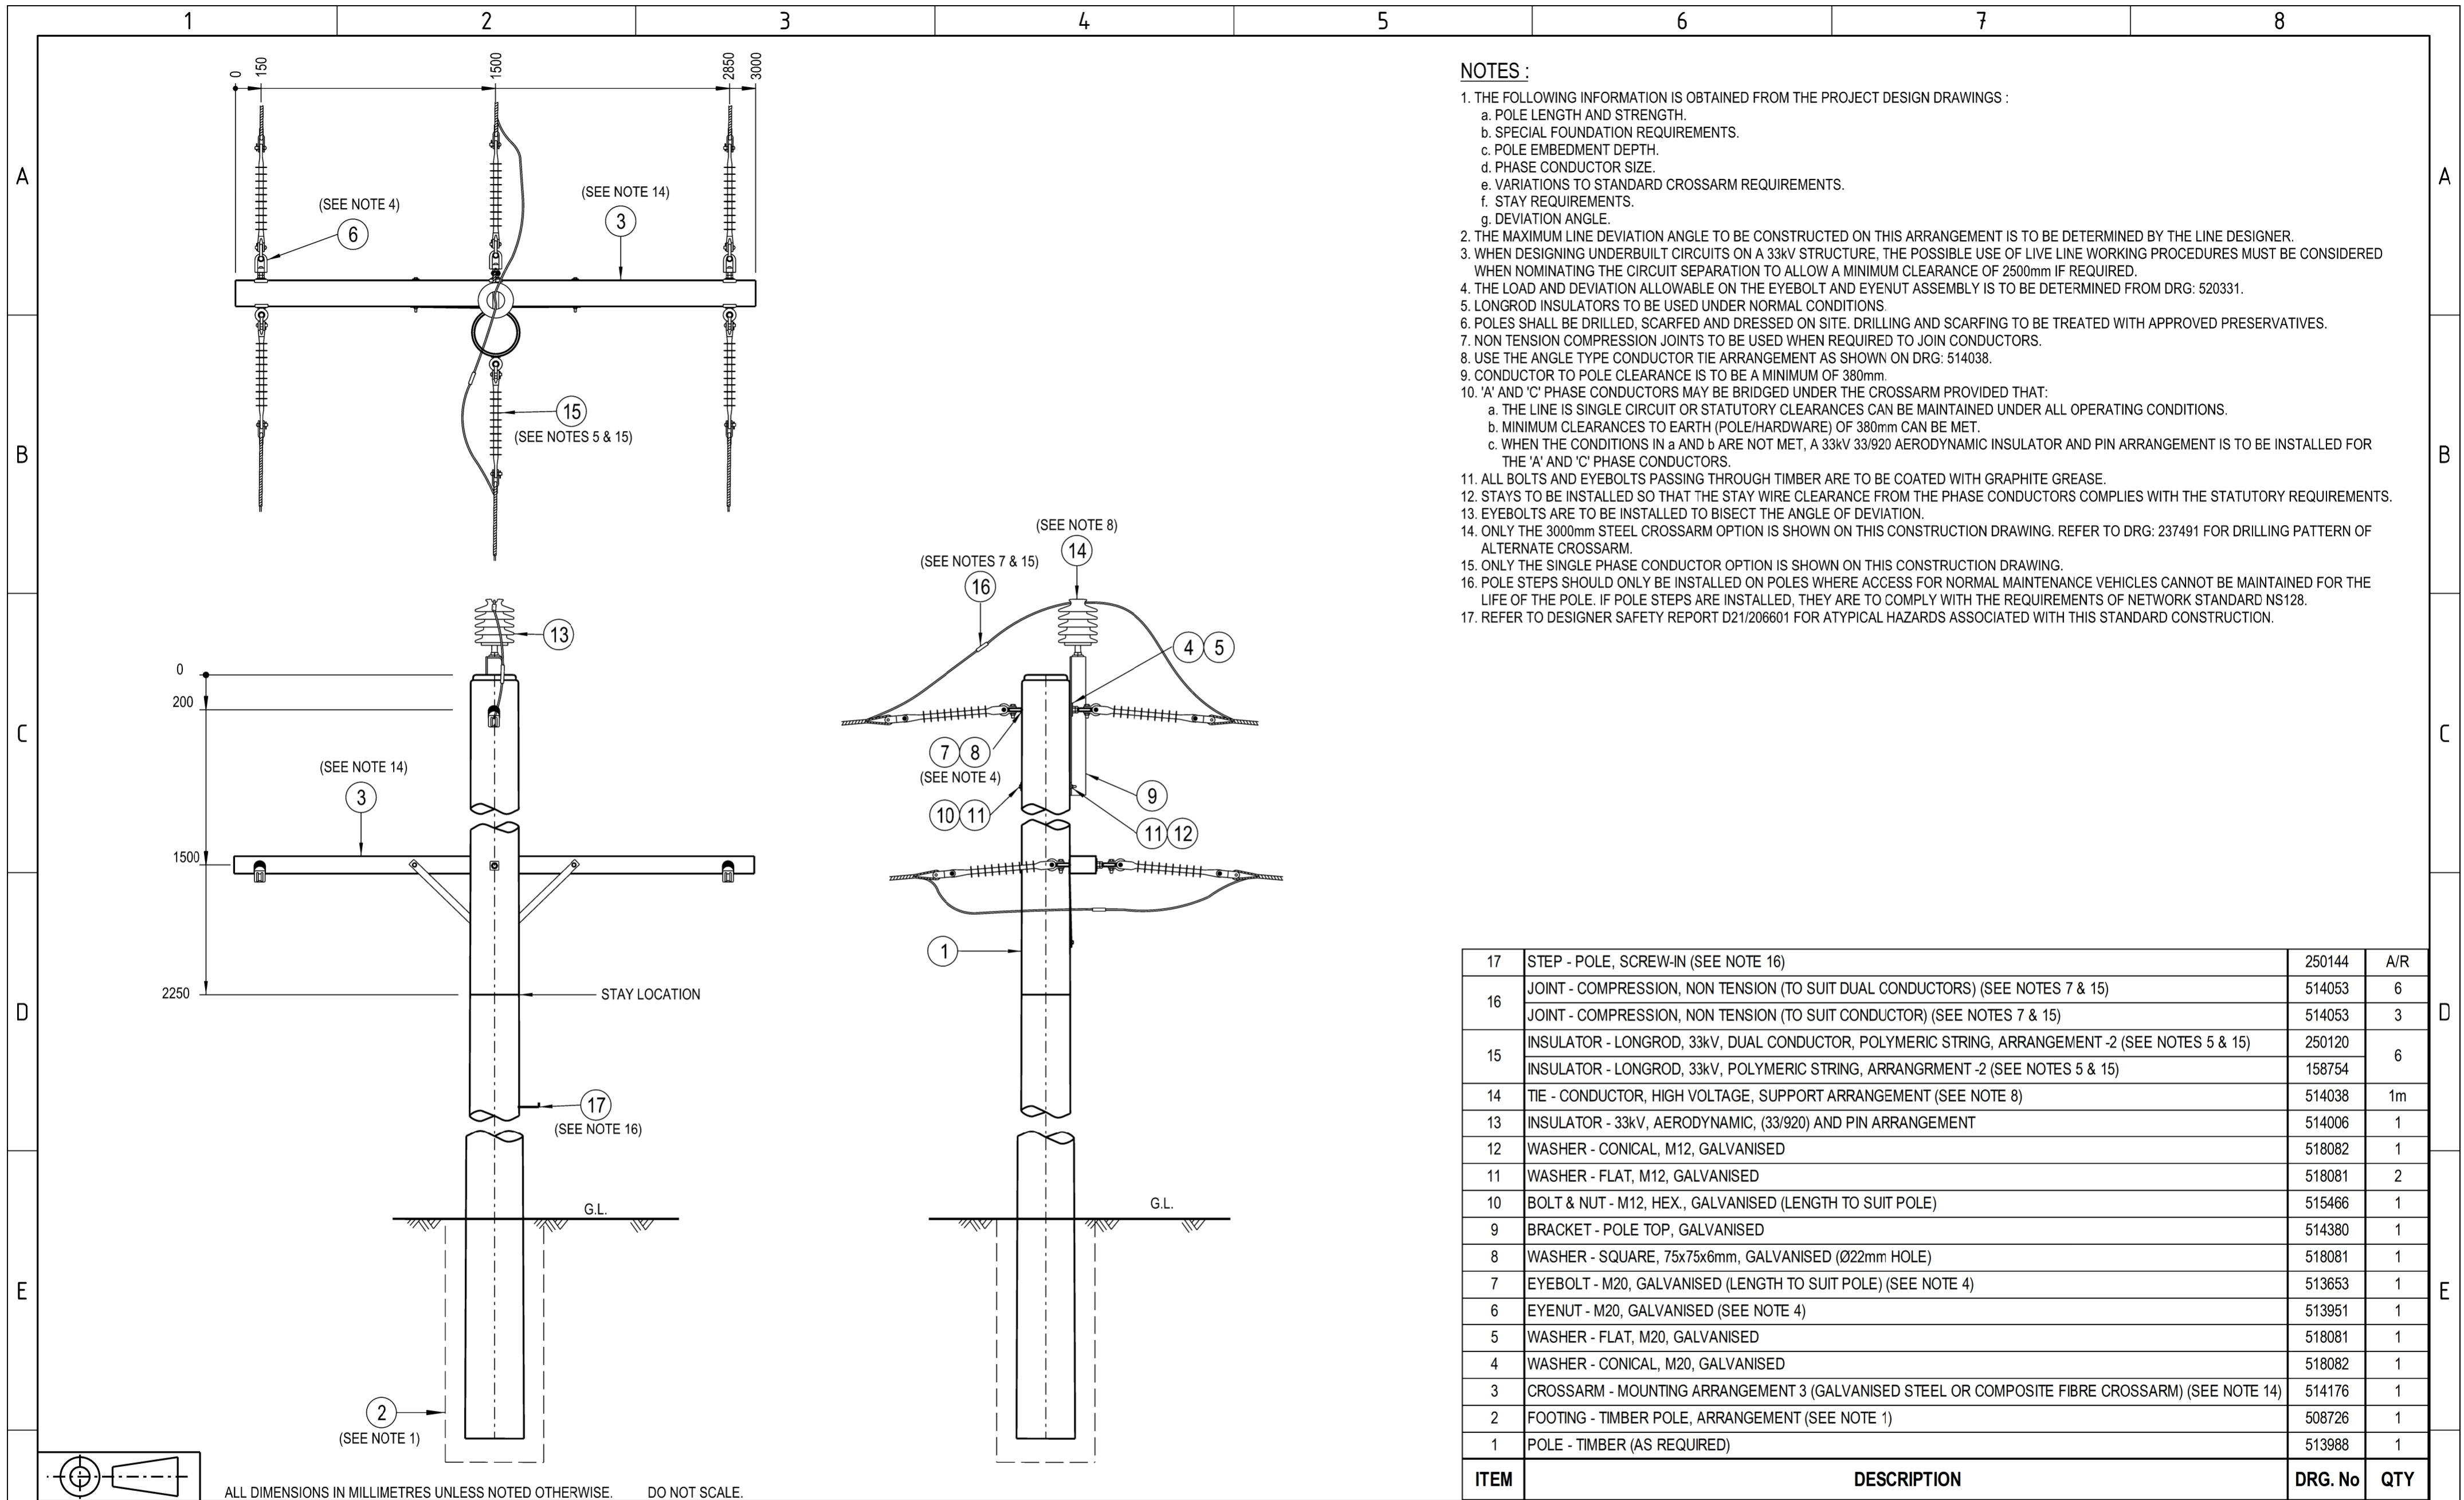 1 2 3 4 5 6 7 8
A A
B B
C C
D D
E E
0 150 1500 2850 3000
(SEE NOTE 14)
3
(SEE NOTE 4)
6
15
(SEE NOTES 5 & 15)
13
0
200
(SEE NOTE 14)
3
1500
2250
STAY LOCATION
17
(SEE NOTE 16)
G.L.
2
(SEE NOTE 1)
(SEE NOTE 8)
14
(SEE NOTES 7 & 15)
16
4 5
7 8
(SEE NOTE 4)
9
10 11
11 12
1
G.L.
ALL DIMENSIONS IN MILLIMETRES UNLESS NOTED OTHERWISE. DO NOT SCALE.
NOTES :
1. THE FOLLOWING INFORMATION IS OBTAINED FROM THE PROJECT DESIGN DRAWINGS :
a. POLE LENGTH AND STRENGTH.
b. SPECIAL FOUNDATION REQUIREMENTS.
c. POLE EMBEDMENT DEPTH.
d. PHASE CONDUCTOR SIZE.
e. VARIATIONS TO STANDARD CROSSARM REQUIREMENTS.
f. STAY REQUIREMENTS.
g. DEVIATION ANGLE.
2. THE MAXIMUM LINE DEVIATION ANGLE TO BE CONSTRUCTED ON THIS ARRANGEMENT IS TO BE DETERMINED BY THE LINE DESIGNER.
3. WHEN DESIGNING UNDERBUILT CIRCUITS ON A 33kV STRUCTURE, THE POSSIBLE USE OF LIVE LINE WORKING PROCEDURES MUST BE CONSIDERED
WHEN NOMINATING THE CIRCUIT SEPARATION TO ALLOW A MINIMUM CLEARANCE OF 2500mm IF REQUIRED.
4. THE LOAD AND DEVIATION ALLOWABLE ON THE EYEBOLT AND EYENUT ASSEMBLY IS TO BE DETERMINED FROM DRG: 520331.
5. LONGROD INSULATORS TO BE USED UNDER NORMAL CONDITIONS.
6. POLES SHALL BE DRILLED, SCARFED AND DRESSED ON SITE. DRILLING AND SCARFING TO BE TREATED WITH APPROVED PRESERVATIVES.
7. NON TENSION COMPRESSION JOINTS TO BE USED WHEN REQUIRED TO JOIN CONDUCTORS.
8. USE THE ANGLE TYPE CONDUCTOR TIE ARRANGEMENT AS SHOWN ON DRG: 514038.
9. CONDUCTOR TO POLE CLEARANCE IS TO BE A MINIMUM OF 380mm.
10. 'A' AND 'C' PHASE CONDUCTORS MAY BE BRIDGED UNDER THE CROSSARM PROVIDED THAT:
a. THE LINE IS SINGLE CIRCUIT OR STATUTORY CLEARANCES CAN BE MAINTAINED UNDER ALL OPERATING CONDITIONS.
b. MINIMUM CLEARANCES TO EARTH (POLE/HARDWARE) OF 380mm CAN BE MET.
c. WHEN THE CONDITIONS IN a AND b ARE NOT MET, A 33kV 33/920 AERODYNAMIC INSULATOR AND PIN ARRANGEMENT IS TO BE INSTALLED FOR
THE 'A' AND 'C' PHASE CONDUCTORS.
11. ALL BOLTS AND EYEBOLTS PASSING THROUGH TIMBER ARE TO BE COATED WITH GRAPHITE GREASE.
12. STAYS TO BE INSTALLED SO THAT THE STAY WIRE CLEARANCE FROM THE PHASE CONDUCTORS COMPLIES WITH THE STATUTORY REQUIREMENTS.
13. EYEBOLTS ARE TO BE INSTALLED TO BISECT THE ANGLE OF DEVIATION.
14. ONLY THE 3000mm STEEL CROSSARM OPTION IS SHOWN ON THIS CONSTRUCTION DRAWING. REFER TO DRG: 237491 FOR DRILLING PATTERN OF
ALTERNATE CROSSARM.
15. ONLY THE SINGLE PHASE CONDUCTOR OPTION IS SHOWN ON THIS CONSTRUCTION DRAWING.
16. POLE STEPS SHOULD ONLY BE INSTALLED ON POLES WHERE ACCESS FOR NORMAL MAINTENANCE VEHICLES CANNOT BE MAINTAINED FOR THE
LIFE OF THE POLE. IF POLE STEPS ARE INSTALLED, THEY ARE TO COMPLY WITH THE REQUIREMENTS OF NETWORK STANDARD NS128.
17. REFER TO DESIGNER SAFETY REPORT D21/206601 FOR ATYPICAL HAZARDS ASSOCIATED WITH THIS STANDARD CONSTRUCTION.
17 STEP - POLE, SCREW-IN (SEE NOTE 16) 250144 A/R
16 JOINT - COMPRESSION, NON TENSION (TO SUIT DUAL CONDUCTORS) (SEE NOTES 7 & 15) 514053 6
JOINT - COMPRESSION, NON TENSION (TO SUIT CONDUCTOR) (SEE NOTES 7 & 15) 514053 3
15 INSULATOR - LONGROD, 33kV, DUAL CONDUCTOR, POLYMERIC STRING, ARRANGEMENT -2 (SEE NOTES 5 & 15) 250120 6
INSULATOR - LONGROD, 33kV, POLYMERIC STRING, ARRANGRMENT -2 (SEE NOTES 5 & 15) 158754
14 TIE - CONDUCTOR, HIGH VOLTAGE, SUPPORT ARRANGEMENT (SEE NOTE 8) 514038 1m
13 INSULATOR - 33kV, AERODYNAMIC, (33/920) AND PIN ARRANGEMENT 514006 1
12 WASHER - CONICAL, M12, GALVANISED 518082 1
11 WASHER - FLAT, M12, GALVANISED 518081 2
10 BOLT & NUT - M12, HEX., GALVANISED (LENGTH TO SUIT POLE) 515466 1
9 BRACKET - POLE TOP, GALVANISED 514380 1
8 WASHER - SQUARE, 75x75x6mm, GALVANISED (Ø22mm HOLE) 518081 1
7 EYEBOLT - M20, GALVANISED (LENGTH TO SUIT POLE) (SEE NOTE 4) 513653 1
6 EYENUT - M20, GALVANISED (SEE NOTE 4) 513951 1
5 WASHER - FLAT, M20, GALVANISED 518081 1
4 WASHER - CONICAL, M20, GALVANISED 518082 1
3 CROSSARM - MOUNTING ARRANGEMENT 3 (GALVANISED STEEL OR COMPOSITE FIBRE CROSSARM) (SEE NOTE 14) 514176 1
2 FOOTING - TIMBER POLE, ARRANGEMENT (SEE NOTE 1) 508726 1
1 POLE - TIMBER (AS REQUIRED) 513988 1
ITEM DESCRIPTION DRG. No QTY